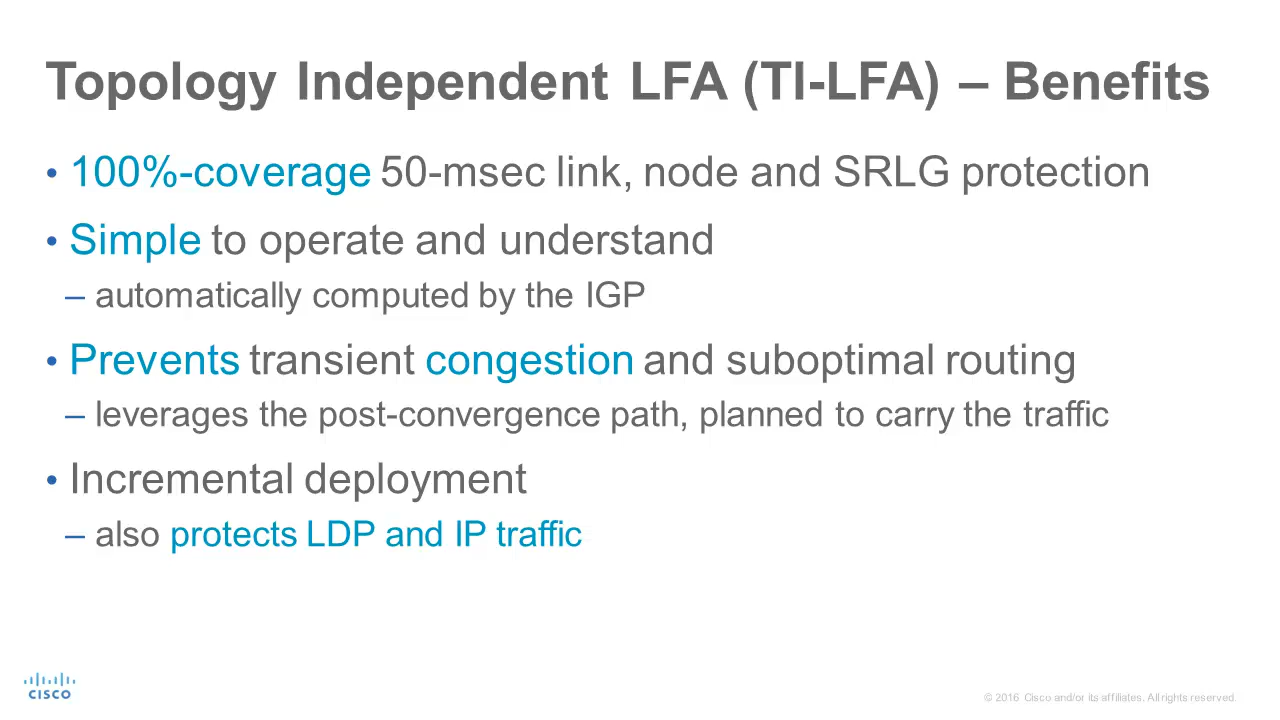 Topology Independent LFA (TI-LFA) – Benefits
• 100%-coverage 50-msec link, node and SRLG protection
• Simple to operate and understand
– automatically computed by the IGP
• Prevents transient congestion and suboptimal routing
– leverages the post-convergence path, planned to carry the traffic
• Incremental deployment
– also protects LDP and IP traffic
CISCO
© 2016 Cisco and/or its affiliates. All rights reserved.